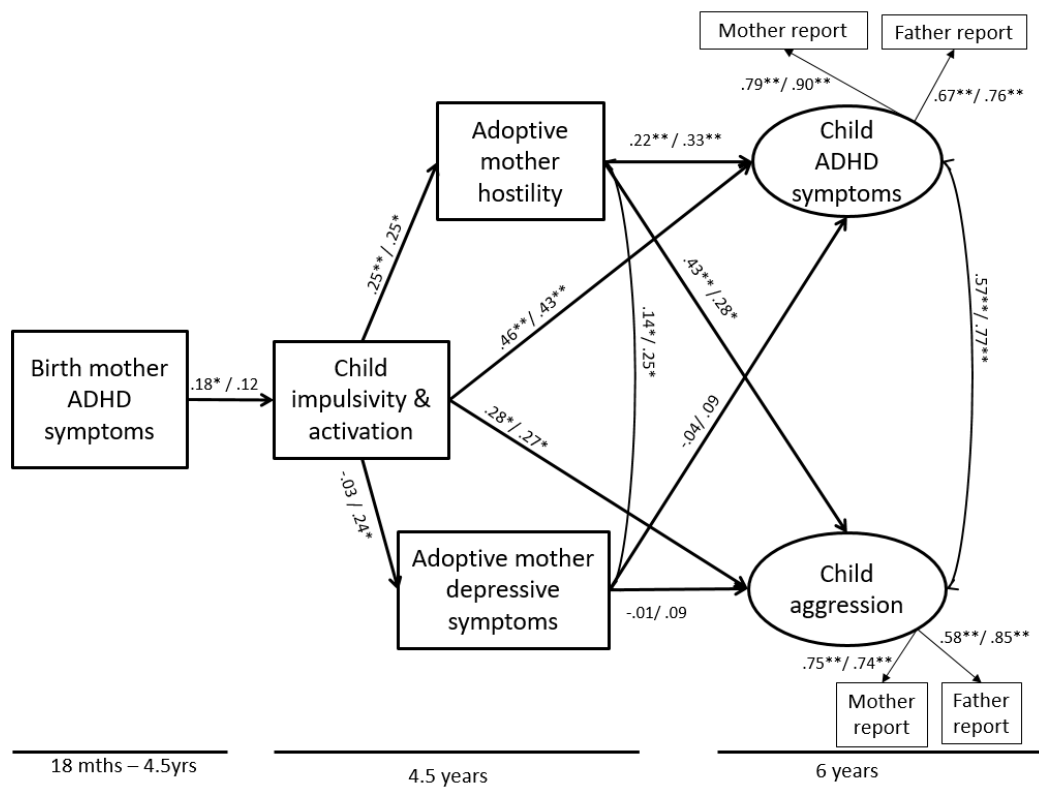 Mother report
Father report
.79**/ .90**
.67**/ .76**
Adoptive
mother
hostility
.22**/ .33**
Child
ADHD
symptoms
.25**/ .25*
.46**/ .43**
.43**/.28*
.14*/ .25*
.57**/ .77**
Birth mother
ADHD
symptoms
.18*/ .12
Child
impulsivity &
activation
.28*/ .27*
-.04/ .09
-.03/ .24*
Adoptive mother
depressive
symptoms
-.01/ .09
Child
aggression
.75**/ .74**
.58**/ .85**
Mother
report
Father
report
18 mths – 4.5yrs
4.5 years
6 years